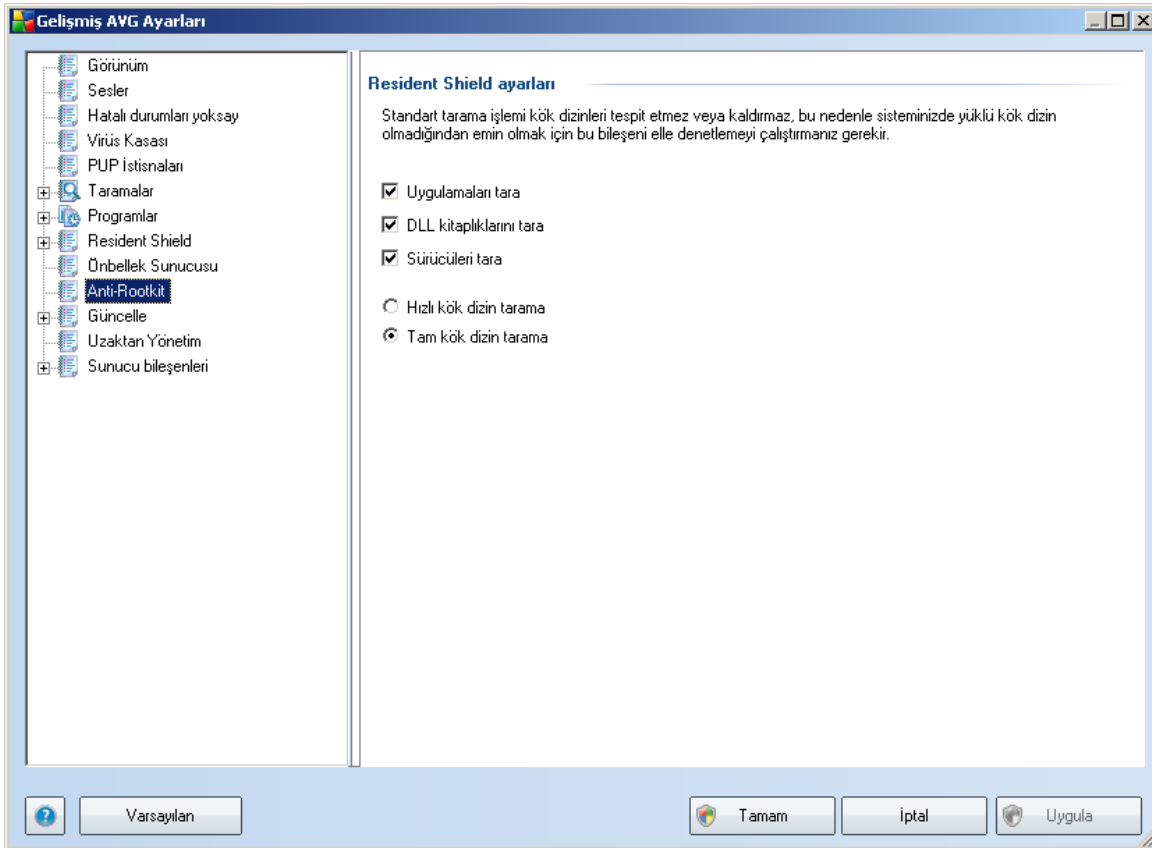 Gelişmiş AVG Ayarları
Görünüm
Sesler
Hatalı durumları yoksay
Virüs Kasası
PUP İstisnaları
Taramalar
Programlar
Resident Shield
Önbellek Sunucusu
Anti-Rootkit
Güncelle
Uzaktan Yönetim
Sunucu bileşenleri
Resident Shield ayarları
Standart tarama işlemi kök dizinleri tespit etmez veya kaldırmaz, bu nedenle sisteminizde yüklü kök dizin
olmadığından emin olmak için bu bileşeni elle denetlemeyi çalıştırmanız gerekir.
Uygulamaları tara
DLL kitaplıklarını tara
Sürücüleri tara
Hızlı kök dizin tarama
Tam kök dizin tarama
Varsayılan
Tamam
İptal
Uygula